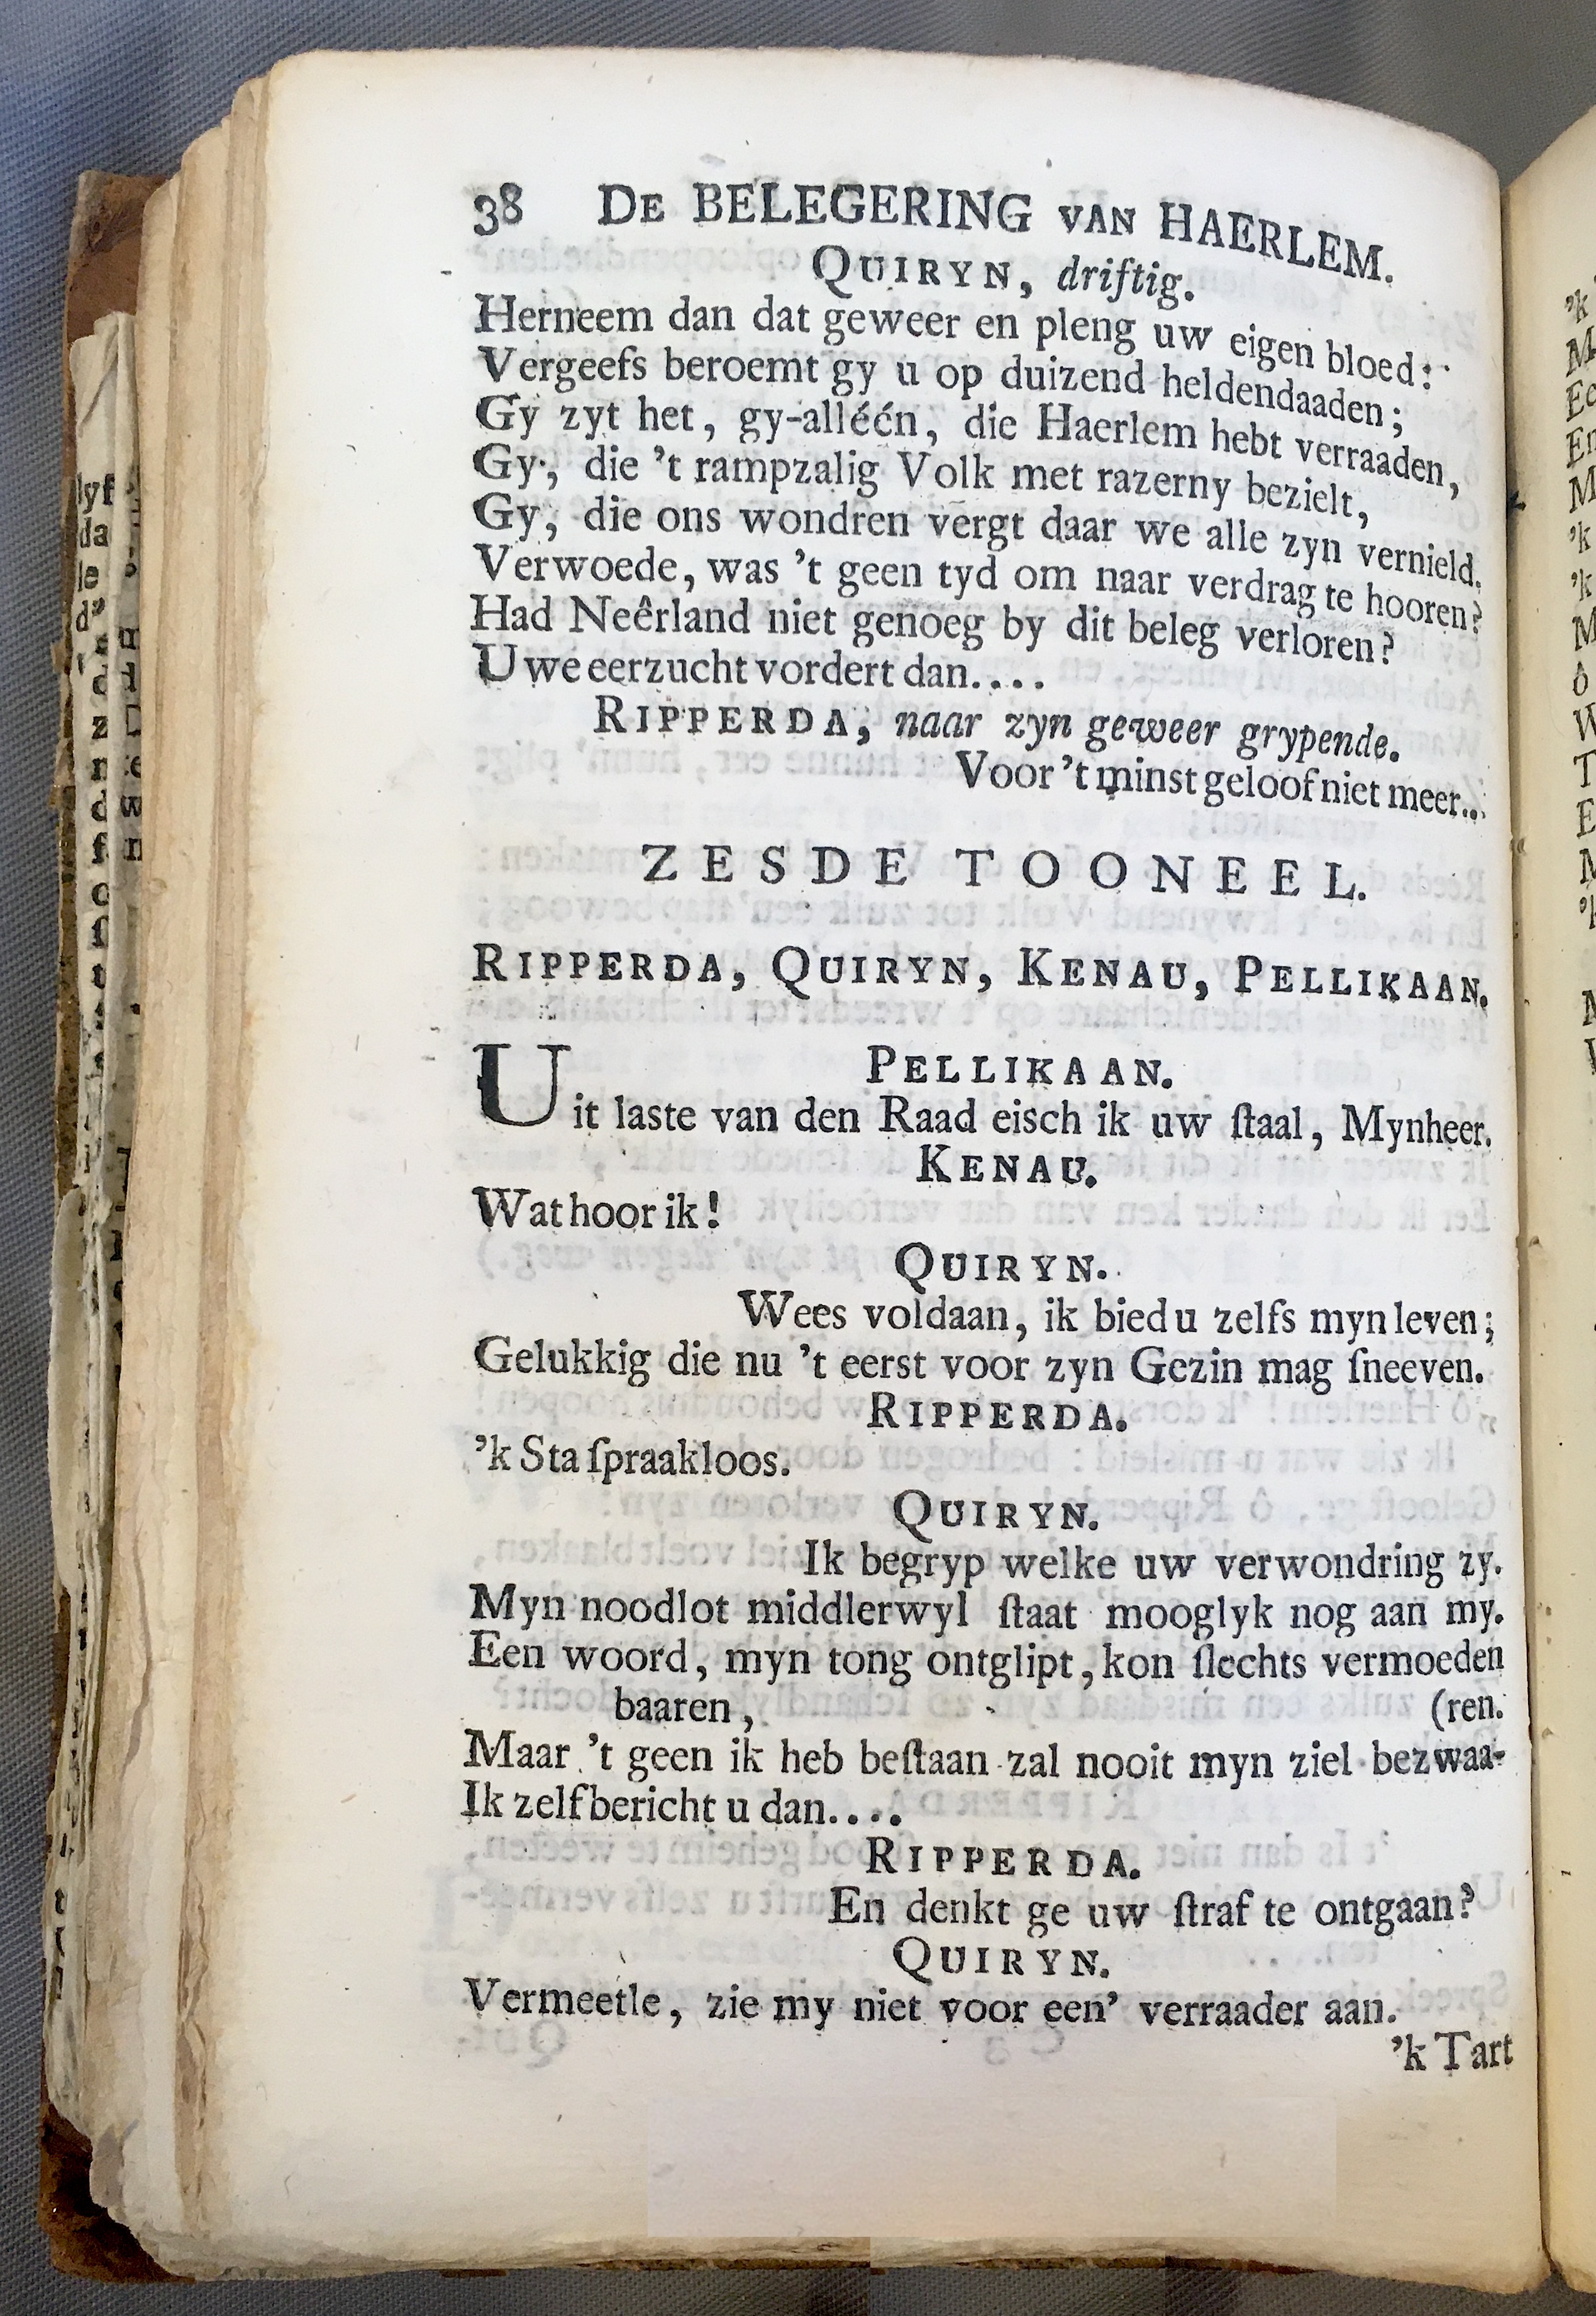 38 DE BELEGERING VAN HAERLEM.
QUIRYN, driftig.
Herneem dan dat geweer en pleng uw eigen bloed:
Vergeefs beroemt gy u op duizend heldendaaden;
Gy zyt het, gy-alléén, die Haerlem hebt verraaden,
Gy, die 't rampzalig Volk met razerny bezielt,
Gy, die ons wondren vergt daar we alle zyn vernield.
Verwoede, was 't geen tyd om naar verdrag te hooren?
Had Neêrland niet genoeg by dit beleg verloren?
Uwe eerzucht vordert dan....
RIPPERDA, naar zyn geweer grypende.
Voor 't minst geloof niet meer...
ZESDE TOONEEL.
RIPPERDA, QUIRYN, KENAU, PELLIKAAN.
PELLIKAAN.
Uit laste van den Raad eisch ik uw ſtaal, Mynheer.
KENAU.
Wat hoor ik!
QUIRYN.
Wees voldaan, ik bied u zelfs myn leven;
Gelukkig die nu 't eerst voor zyn Gezin mag ſneeven.
RIPPERDA.
'k Sta ſpraakloos.
QUIRYN.
Ik begryp welke uw verwondring zy.
Myn noodlot middlerwyl ſtaat mooglyk nog aan my.
Een woord, myn tong ontglipt, kon ſlechts vermoeden
baaren, (ren.
Maar 't geen ik heb beſtaan zal nooit myn ziel bezwaa-
Ik zelf bericht u dan....
RIPPERDA.
En denkt ge uw ſtraf te ontgaan?
QUIRYN.
Vermeetle, zie my niet voor een' verraader aan.
'k Tart